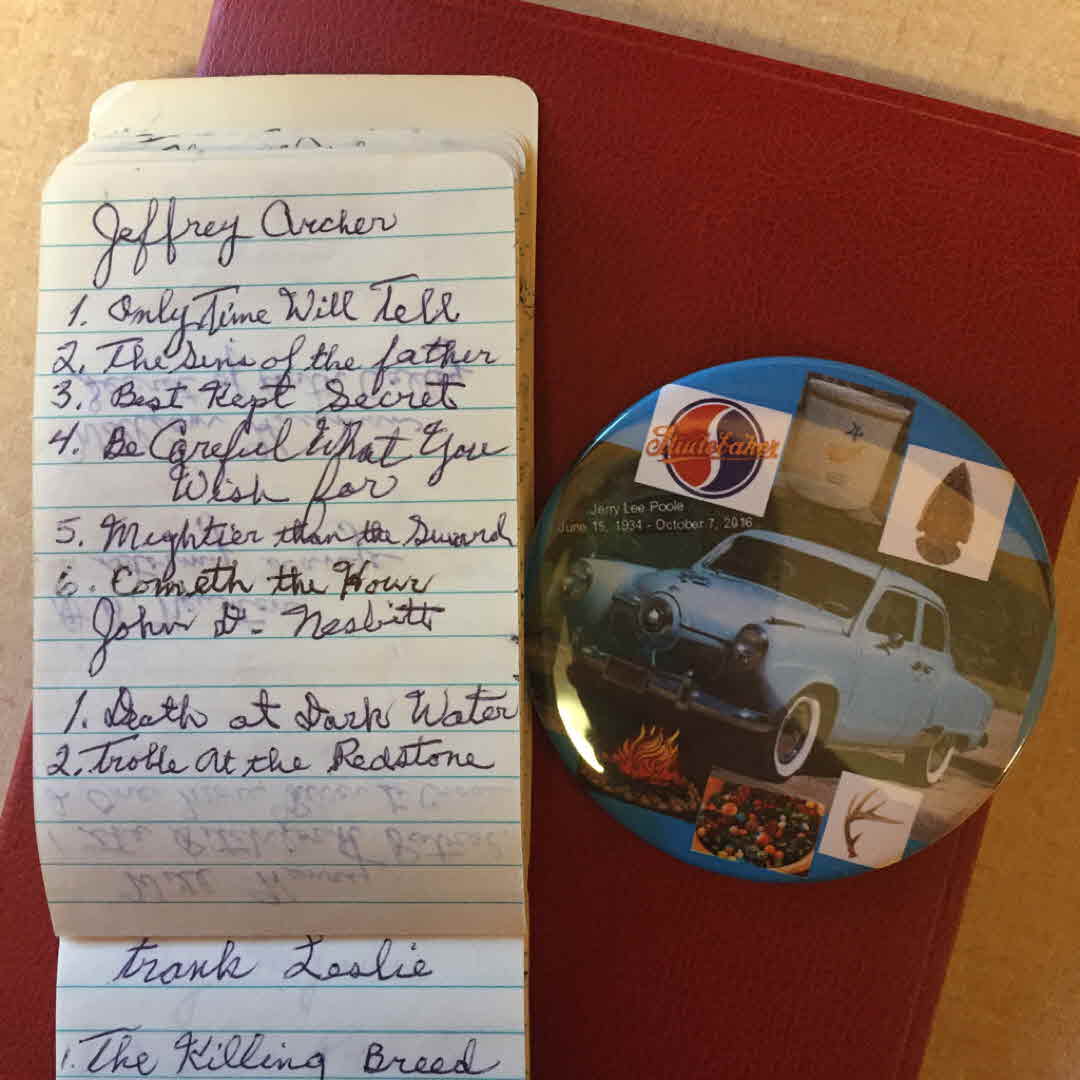 Jeffrey Archer
1. Only Time Will Tell
2. The Sins of the father
3. Best Kept Secret
4. Be Careful What You
Wish for
5. Mightier than the Sword
6. Cometh the Hour
John D. Nesbitt
1. Death at Dark Water
2. Troble At the Redstone
Frank Leslie
1. The Killing Breed
Studebaker
Jerry Lee Poole
June 15, 1934 - October 7, 2016